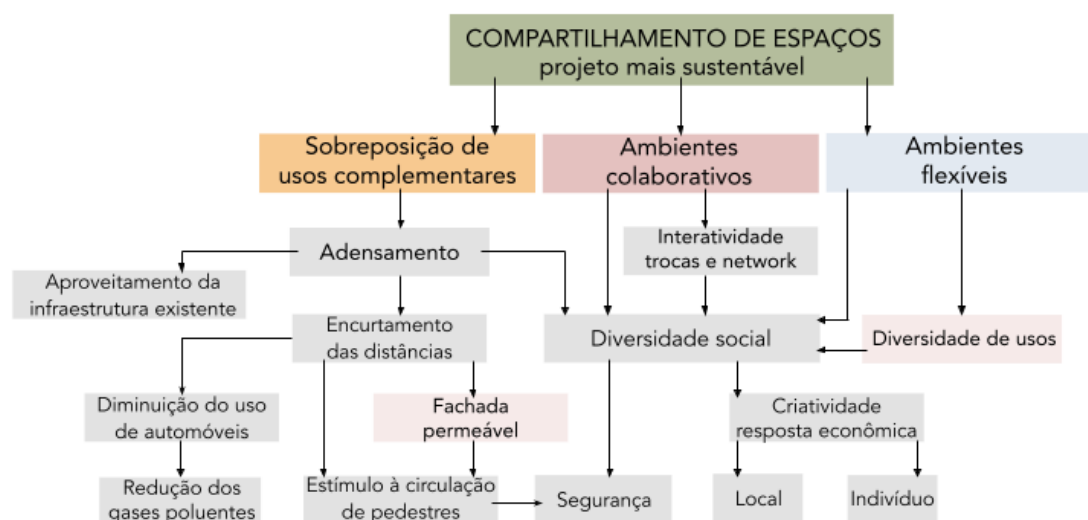 COMPARTILHAMENTO DE ESPAÇOS
projeto mais sustentável
Sobreposição de
usos complementares
Ambientes
colaborativos
Ambientes
flexíveis
Adensamento
Interatividade
trocas e network
Aproveitamento da
infraestrutura existente
Encurtamento
das distâncias
Diversidade social
Diversidade de usos
Diminuição do uso
de automóveis
Fachada
permeável
Criatividade
resposta econômica
Redução dos
gases poluentes
Estímulo à circulação
de pedestres
Segurança
Local
Indivíduo